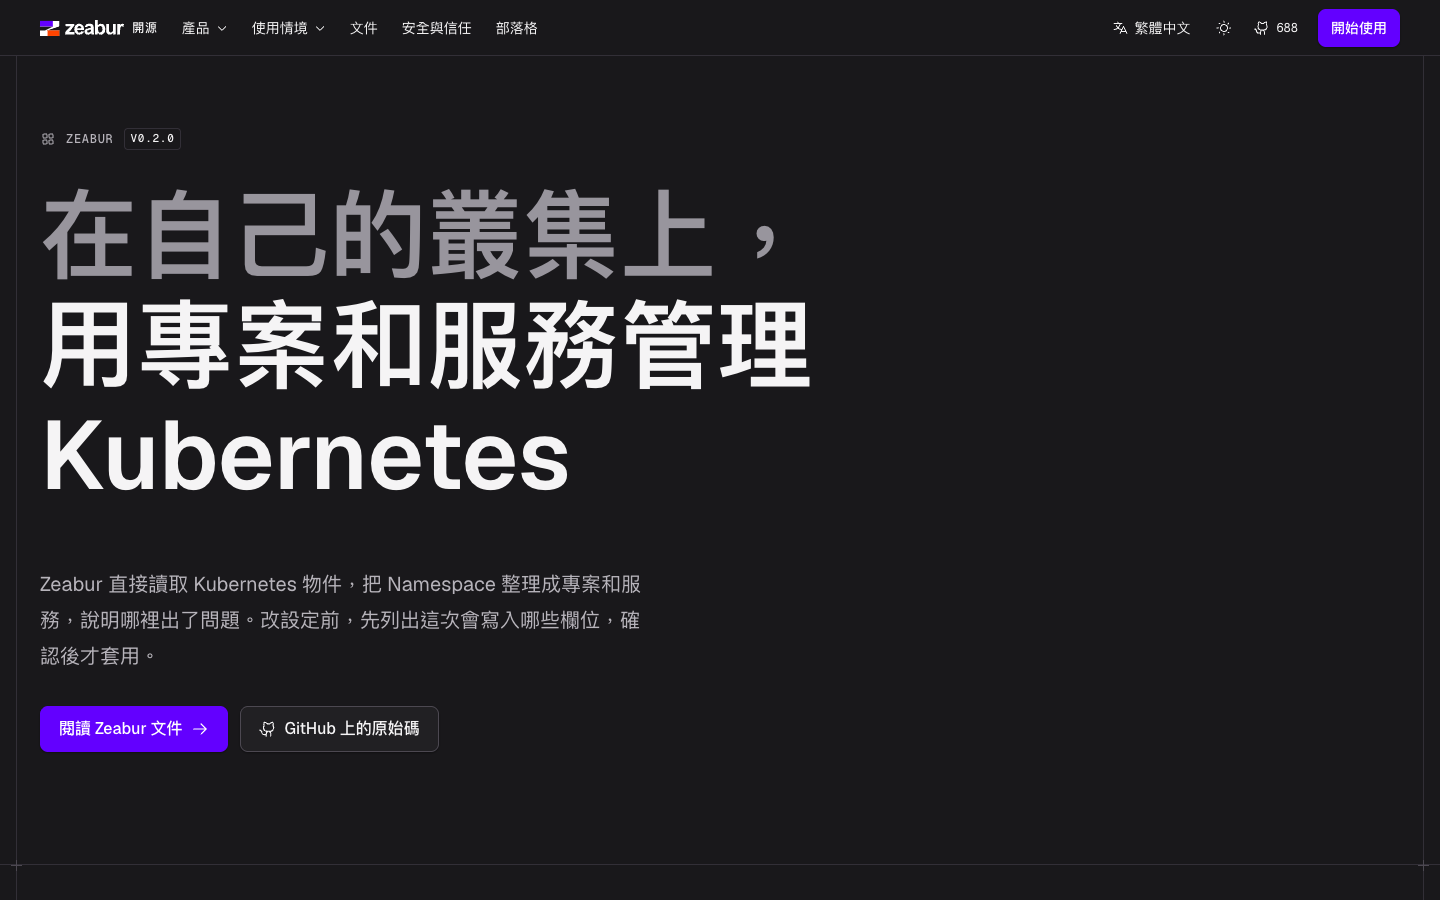 zeabur 開源 產品 使用情境 文件 安全與信任 部落格 繁體中文 688 開始使用
ZEABUR V0.2.0
在自己的叢集上，
用專案和服務管理
Kubernetes
Zeabur 直接讀取 Kubernetes 物件，把 Namespace 整理成專案和服
務，說明哪裡出了問題。改設定前，先列出這次會寫入哪些欄位，確
認後才套用。
閱讀 Zeabur 文件 → GitHub 上的原始碼